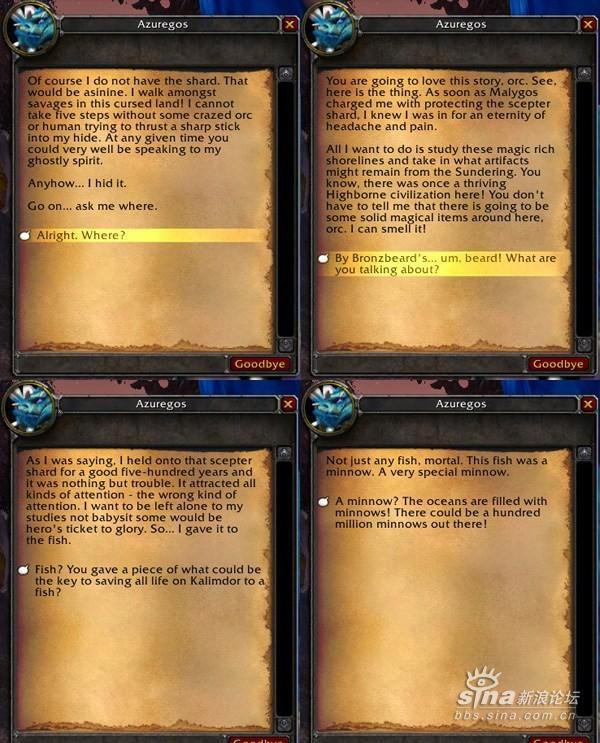 Azuregos
Of course I do not have the shard. That
would be asinine. I walk amongst
savages in this cursed land! I cannot
take five steps without some crazed orc
or human trying to thrust a sharp stick
into my hide. At any given time you
could very well be speaking to my
ghostly spirit.
Anyhow... I hid it.
Go on... ask me where.
Alright. Where?
Goodbye
Azuregos
You are going to love this story, orc. See,
here is the thing. As soon as Malygos
charged me with protecting the scepter
shard, I knew I was in for an eternity of
headache and pain.
All I want to do is study these magic rich
shorelines and take in what artifacts
might remain from the Sundering. You
know, there was once a thriving
Highborne civilization here! You don't
have to tell me that there is going to be
some solid magical items around here,
orc. I can smell it!
By Bronzbeard's... um, beard! What are
you talking about?
Goodbye
Azuregos
As I was saying, I held onto that scepter
shard for a good five-hundred years and
it was nothing but trouble. It attracted all
kinds of attention - the wrong kind of
attention. I want to be left alone to my
studies not babysit some would be
hero's ticket to glory. So... I gave it to
the fish.
Fish? You gave a piece of what could be
the key to saving all life on Kalimdor to a
fish?
Goodbye
Azuregos
Not just any fish, mortal. This fish was a
minnow. A very special minnow.
A minnow? The oceans are filled with
minnows! There could be a hundred
million minnows out there!
Goodbye
sina新浪论坛
bbs.sina.com.cn